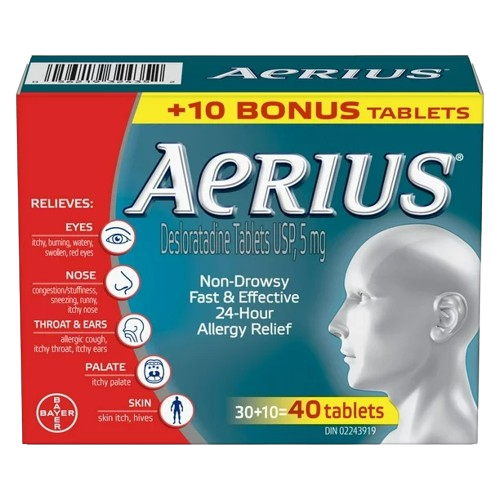 AERIUS
+10 BONUS TABLETS
AERIUS®
Desloratadine Tablets USP, 5 mg
Non-Drowsy
Fast & Effective
24-Hour
Allergy Relief
RELIEVES:
EYES
itchy, burning, watery,
swollen, red eyes
NOSE
congestion/stuffiness,
sneezing, runny,
itchy nose
THROAT & EARS
allergic cough,
itchy throat, itchy ears
PALATE
itchy palate
SKIN
skin itch, hives
BAYER
BAYER
30+10=40 tablets
DIN 02243919